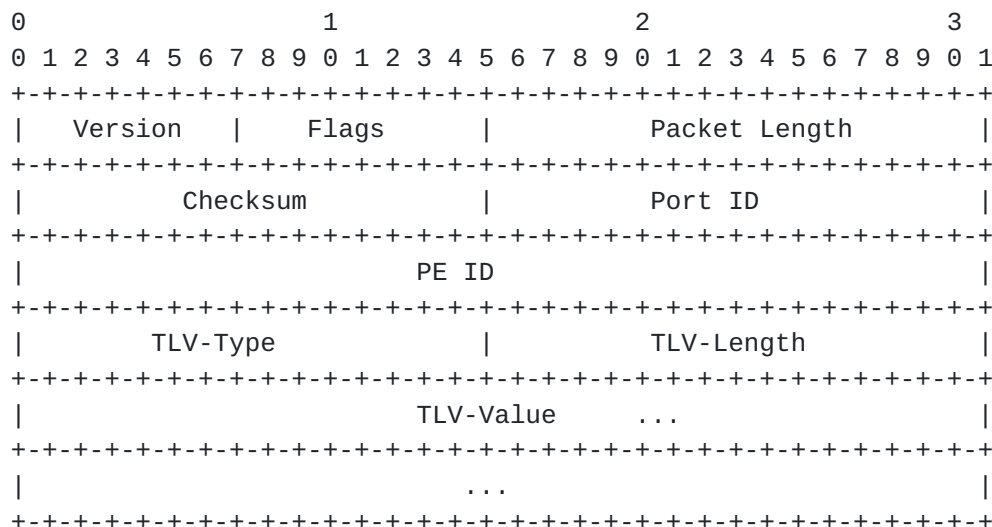 0                   1                   2                   3
0 1 2 3 4 5 6 7 8 9 0 1 2 3 4 5 6 7 8 9 0 1 2 3 4 5 6 7 8 9 0 1
+-+-+-+-+-+-+-+-+-+-+-+-+-+-+-+-+-+-+-+-+-+-+-+-+-+-+-+-+-+-+-+-+
|   Version   |    Flags      |          Packet Length        |
+-+-+-+-+-+-+-+-+-+-+-+-+-+-+-+-+-+-+-+-+-+-+-+-+-+-+-+-+-+-+-+-+
|          Checksum           |          Port ID              |
+-+-+-+-+-+-+-+-+-+-+-+-+-+-+-+-+-+-+-+-+-+-+-+-+-+-+-+-+-+-+-+-+
|                         PE ID                               |
+-+-+-+-+-+-+-+-+-+-+-+-+-+-+-+-+-+-+-+-+-+-+-+-+-+-+-+-+-+-+-+-+
|        TLV-Type             |          TLV-Length           |
+-+-+-+-+-+-+-+-+-+-+-+-+-+-+-+-+-+-+-+-+-+-+-+-+-+-+-+-+-+-+-+-+
|                         TLV-Value     ...                   |
+-+-+-+-+-+-+-+-+-+-+-+-+-+-+-+-+-+-+-+-+-+-+-+-+-+-+-+-+-+-+-+-+
|                            ...                              |
+-+-+-+-+-+-+-+-+-+-+-+-+-+-+-+-+-+-+-+-+-+-+-+-+-+-+-+-+-+-+-+-+